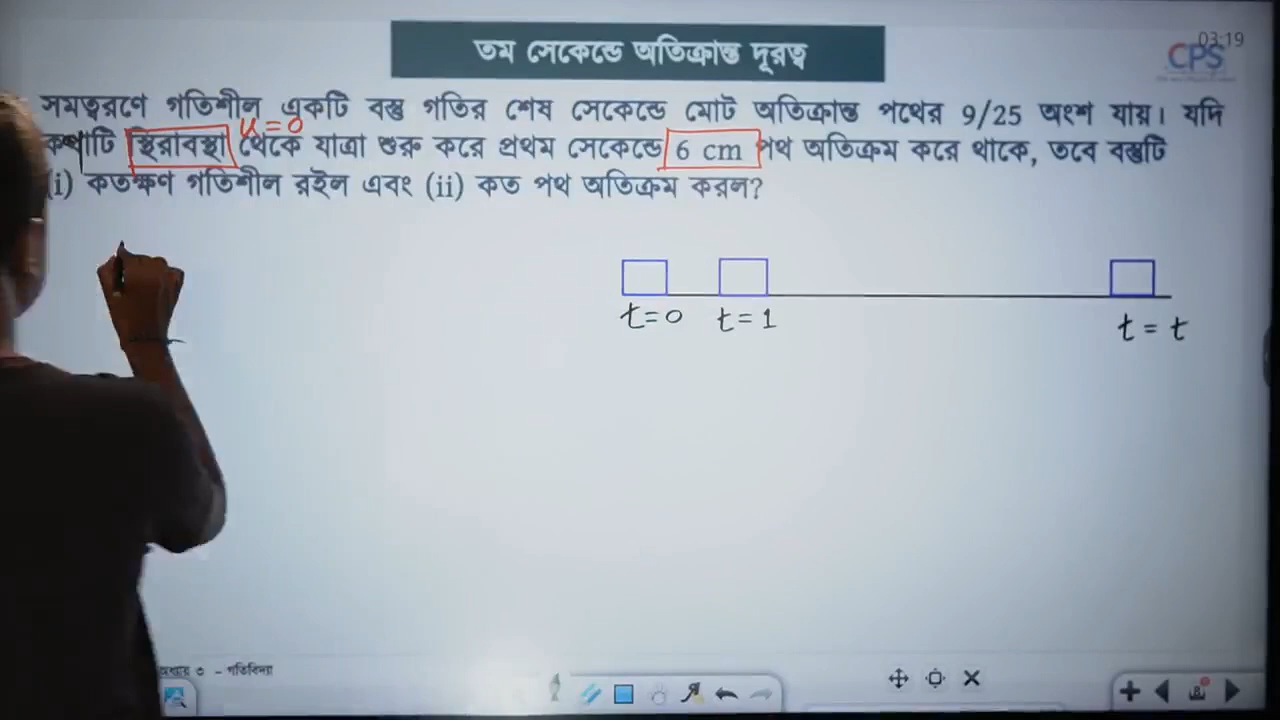 03:19
তম সেকেন্ডে অতিক্রান্ত দূরত্ব
CPS
সমত্বরণে গতিশীল একটি বস্তু গতির শেষ সেকেন্ডে মোট অতিক্রান্ত পথের 9/25 অংশ যায়। যদি
u = 0
স্থিরাবস্থা থেকে যাত্রা শুরু করে প্রথম সেকেন্ডে 6 cm পথ অতিক্রম করে থাকে, তবে বস্তুটি
(i) কতক্ষণ গতিশীল রইল এবং (ii) কত পথ অতিক্রম করল?
t = 0 t = 1 t = t
অধ্যায় ৩ - গতিবিদ্যা